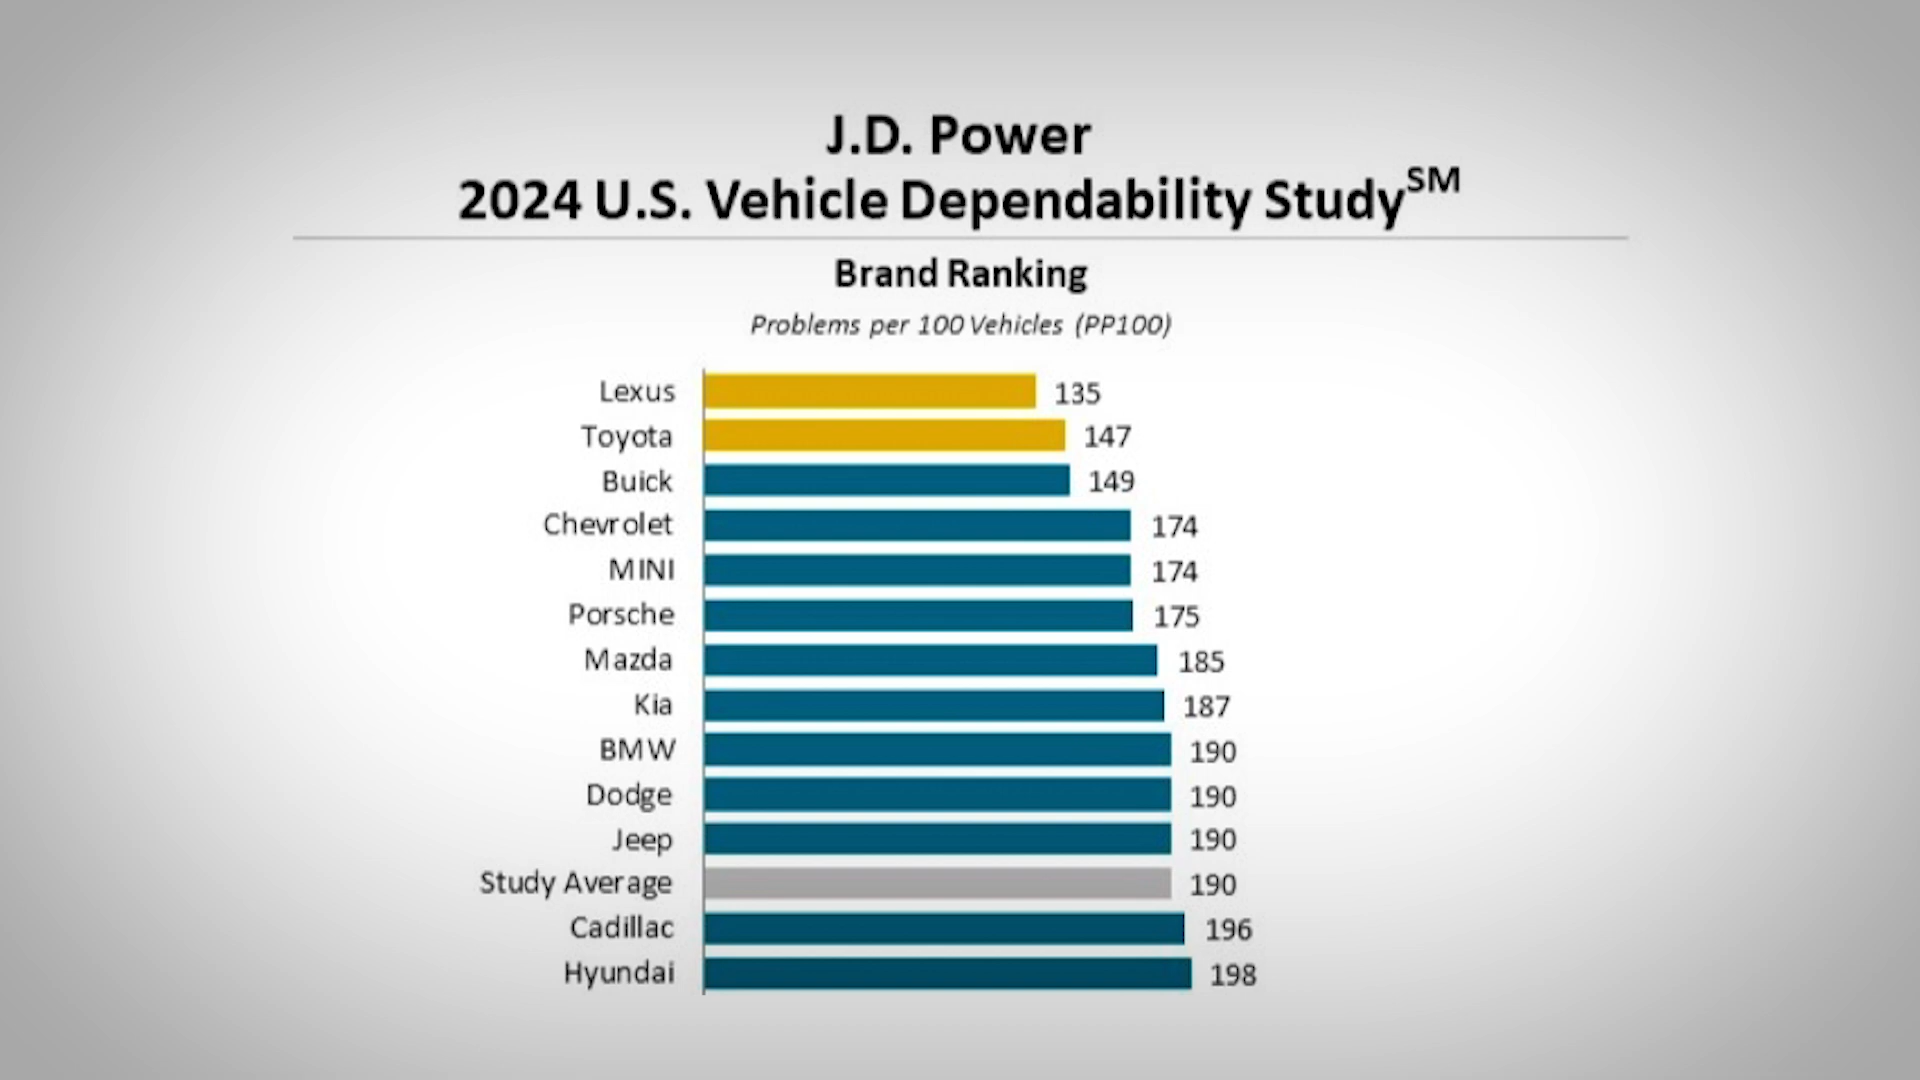 J.D. Power
2024 U.S. Vehicle Dependability StudySM
Brand Ranking
Problems per 100 Vehicles (PP100)
Lexus 135
Toyota 147
Buick 149
Chevrolet 174
MINI 174
Porsche 175
Mazda 185
Kia 187
BMW 190
Dodge 190
Jeep 190
Study Average 190
Cadillac 196
Hyundai 198